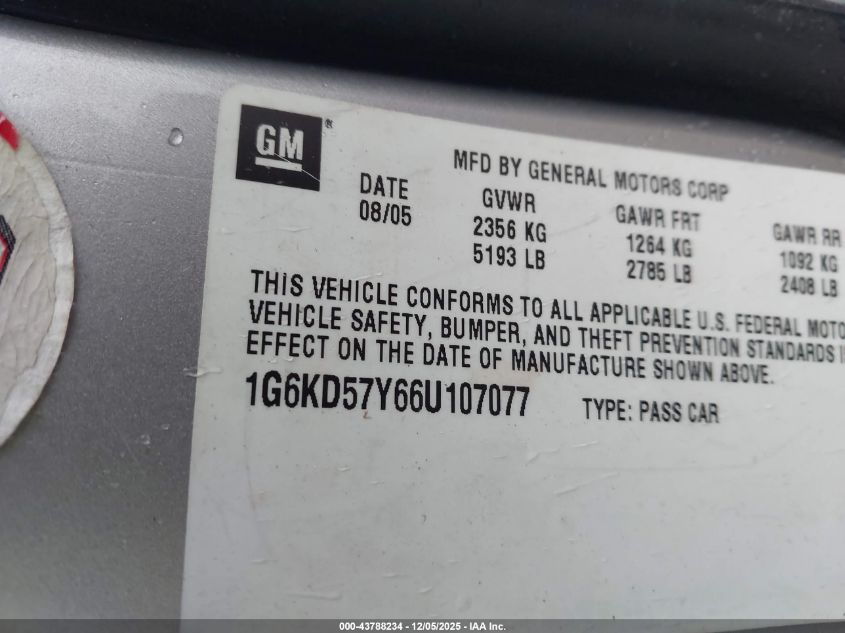 GM ®
MFD BY GENERAL MOTORS CORP
DATE GVWR GAWR FRT GAWR RR
08/05 2356 KG 1264 KG 1092 KG
5193 LB 2785 LB 2408 LB
THIS VEHICLE CONFORMS TO ALL APPLICABLE U.S. FEDERAL MOTO
VEHICLE SAFETY, BUMPER, AND THEFT PREVENTION STANDARDS I
EFFECT ON THE DATE OF MANUFACTURE SHOWN ABOVE.
1G6KD57Y66U107077 TYPE: PASS CAR
000-43788234 - 12/05/2025 - IAA Inc.